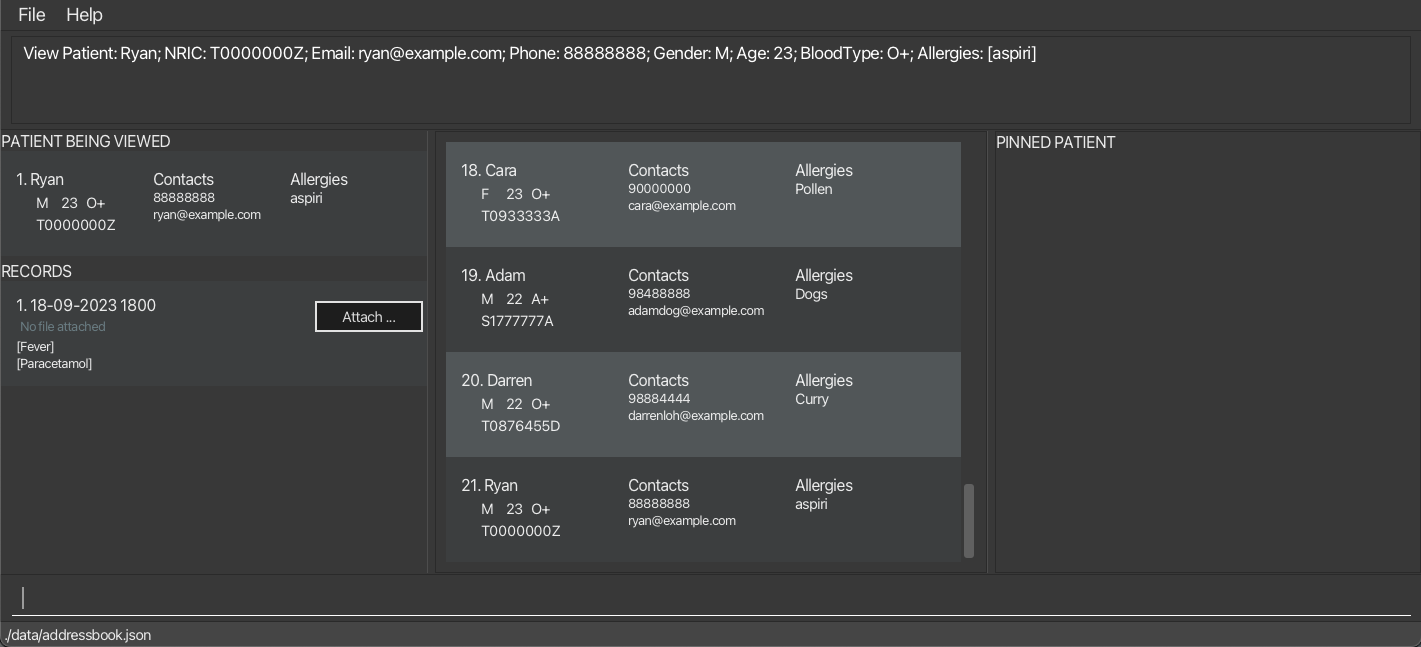 File Help
View Patient: Ryan; NRIC: T0000000Z; Email: ryan@example.com; Phone: 88888888; Gender: M; Age: 23; BloodType: O+; Allergies: [aspiri]
PATIENT BEING VIEWED
1. Ryan Contacts Allergies
88888888 aspiri
M 23 O+
ryan@example.com
T0000000Z
RECORDS
1. 18-09-2023 1800
Attach ...
No file attached
[Fever]
[Paracetamol]
18. Cara Contacts Allergies
90000000 Pollen
F 23 O+
cara@example.com
T0933333A
19. Adam Contacts Allergies
98488888 Dogs
M 22 A+
adamdog@example.com
S1777777A
20. Darren Contacts Allergies
98884444 Curry
M 22 O+
darrenloh@example.com
T0876455D
21. Ryan Contacts Allergies
88888888 aspiri
M 23 O+
ryan@example.com
T0000000Z
PINNED PATIENT
./data/addressbook.json